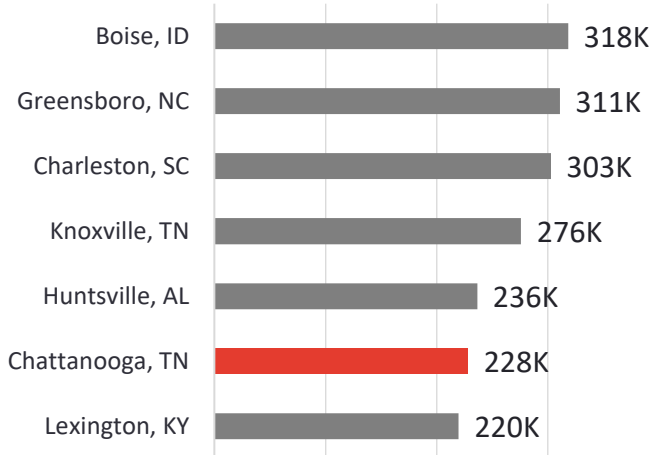 Boise, ID 318K
Greensboro, NC 311K
Charleston, SC 303K
Knoxville, TN 276K
Huntsville, AL 236K
Chattanooga, TN 228K
Lexington, KY 220K